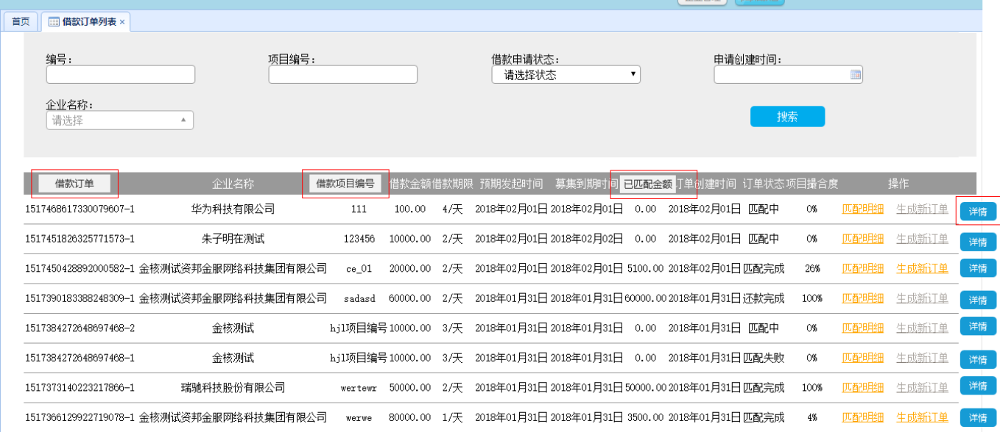 首页 借款订单列表 ×
编号： 项目编号： 借款申请状态： 申请创建时间：
请选择状态
企业名称：
请选择 搜索
借款订单 企业名称 借款项目编号 借款金额 借款期限 预期发起时间 募集到期时间 已匹配金额 订单创建时间 订单状态 项目撮合度 操作
1517468617330079607-1 华为科技有限公司 111 100.00 4/天 2018年02月01日 2018年02月01日 0.00 2018年02月01日 匹配中 0% 匹配明细 生成新订单 详情
1517451826325771573-1 朱子明在测试 123456 10000.00 2/天 2018年02月01日 2018年02月02日 0.00 2018年02月01日 匹配中 0% 匹配明细 生成新订单 详情
1517450428892000582-1 金核测试资邦金服网络科技集团有限公司 ce_01 20000.00 2/天 2018年02月01日 2018年02月01日 5100.00 2018年02月01日 匹配完成 26% 匹配明细 生成新订单 详情
1517390183388248309-1 金核测试资邦金服网络科技集团有限公司 sadasd 60000.00 2/天 2018年01月31日 2018年01月31日 60000.00 2018年01月31日 还款完成 100% 匹配明细 生成新订单 详情
1517384272648697468-2 金核测试 hjl项目编号 10000.00 3/天 2018年01月31日 2018年01月31日 0.00 2018年01月31日 匹配中 0% 匹配明细 生成新订单 详情
1517384272648697468-1 金核测试 hjl项目编号 10000.00 3/天 2018年01月31日 2018年01月31日 0.00 2018年01月31日 匹配失败 0% 匹配明细 生成新订单 详情
1517373140223217866-1 瑞驰科技股份有限公司 wertewr 50000.00 2/天 2018年01月31日 2018年01月31日 50000.00 2018年01月31日 匹配完成 100% 匹配明细 生成新订单 详情
1517366129922719078-1 金核测试资邦金服网络科技集团有限公司 werwe 80000.00 1/天 2018年01月31日 2018年01月31日 3500.00 2018年01月31日 匹配完成 4% 匹配明细 生成新订单 详情